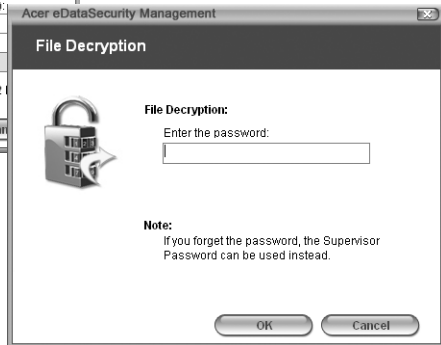 Acer eDataSecurity Management
File Decryption
File Decryption:
Enter the password:
Note:
If you forget the password, the Supervisor
Password can be used instead.
OK
Cancel